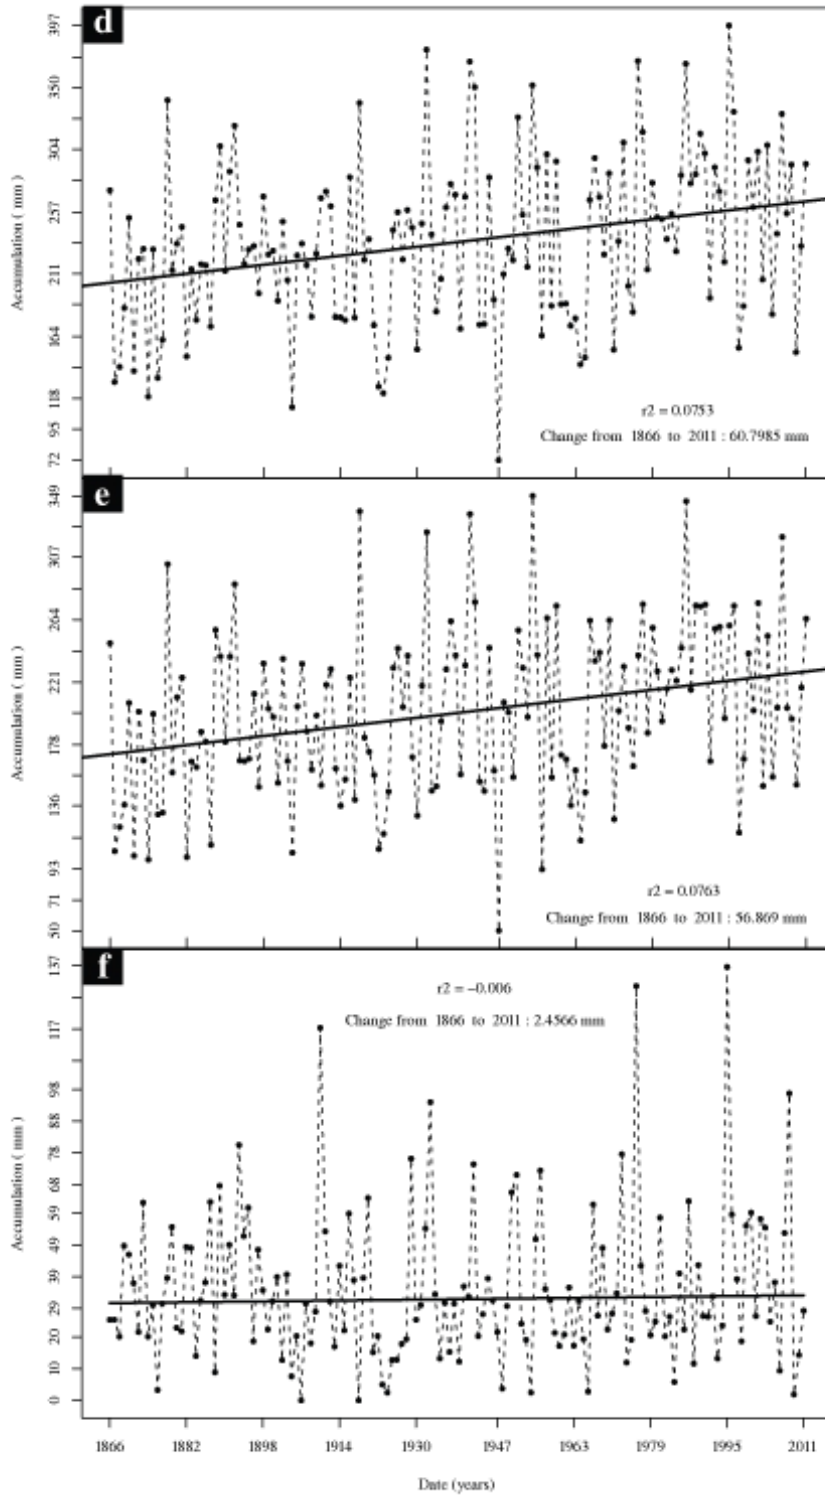 d
397
350
304
257
211
164
118
95
72
Accumulation ( mm )
r2 = 0.0753
Change from 1866 to 2011 : 60.7985 mm
e
349
307
264
221
178
136
93
71
50
Accumulation ( mm )
r2 = 0.0763
Change from 1866 to 2011 : 56.869 mm
f
137
117
98
88
78
68
59
49
39
29
20
10
0
Accumulation ( mm )
r2 = −0.006
Change from 1866 to 2011 : 2.4566 mm
1866 1882 1898 1914 1930 1947 1963 1979 1995 2011
Date (years)